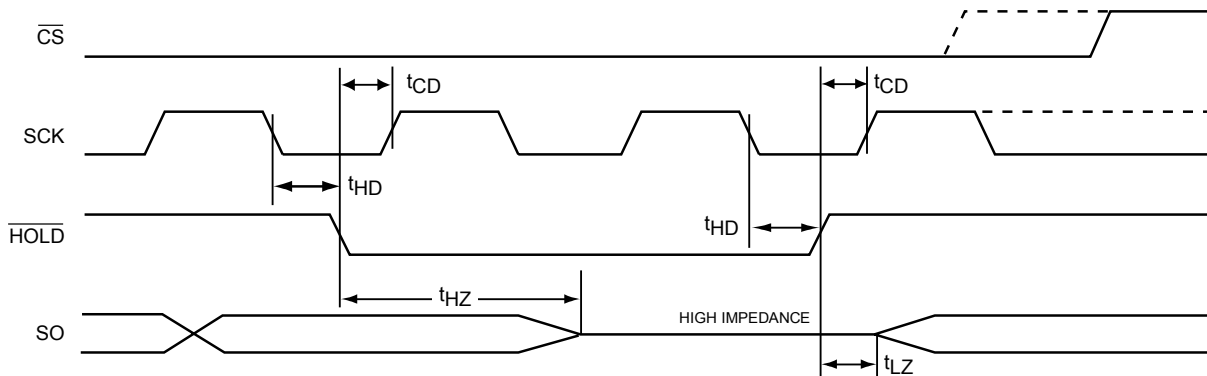 CS
tCD
tCD
SCK
tHD
HOLD
tHD
tHZ
HIGH IMPEDANCE
SO
tLZ